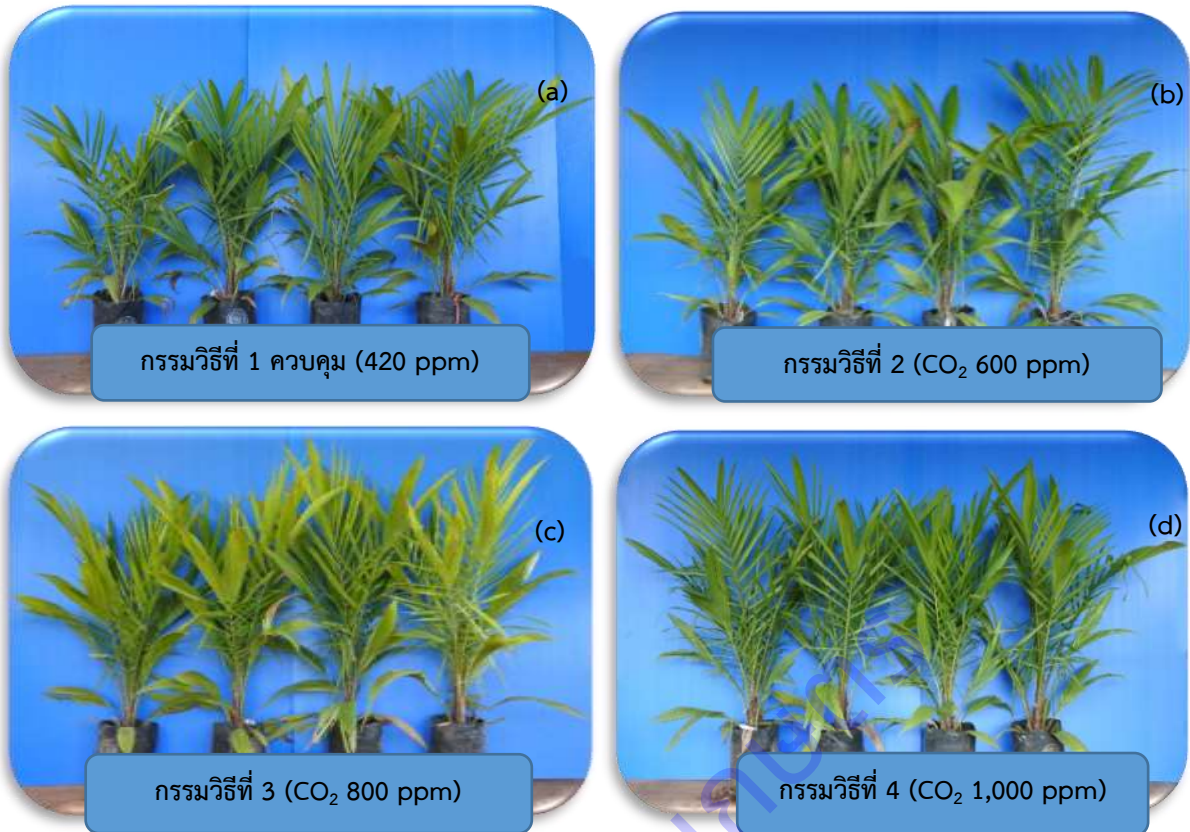 (a)
กรรมวิธีที่ 1 ควบคุม (420 ppm)
(b)
กรรมวิธีที่ 2 (CO₂ 600 ppm)
(c)
กรรมวิธีที่ 3 (CO₂ 800 ppm)
(d)
กรรมวิธีที่ 4 (CO₂ 1,000 ppm)